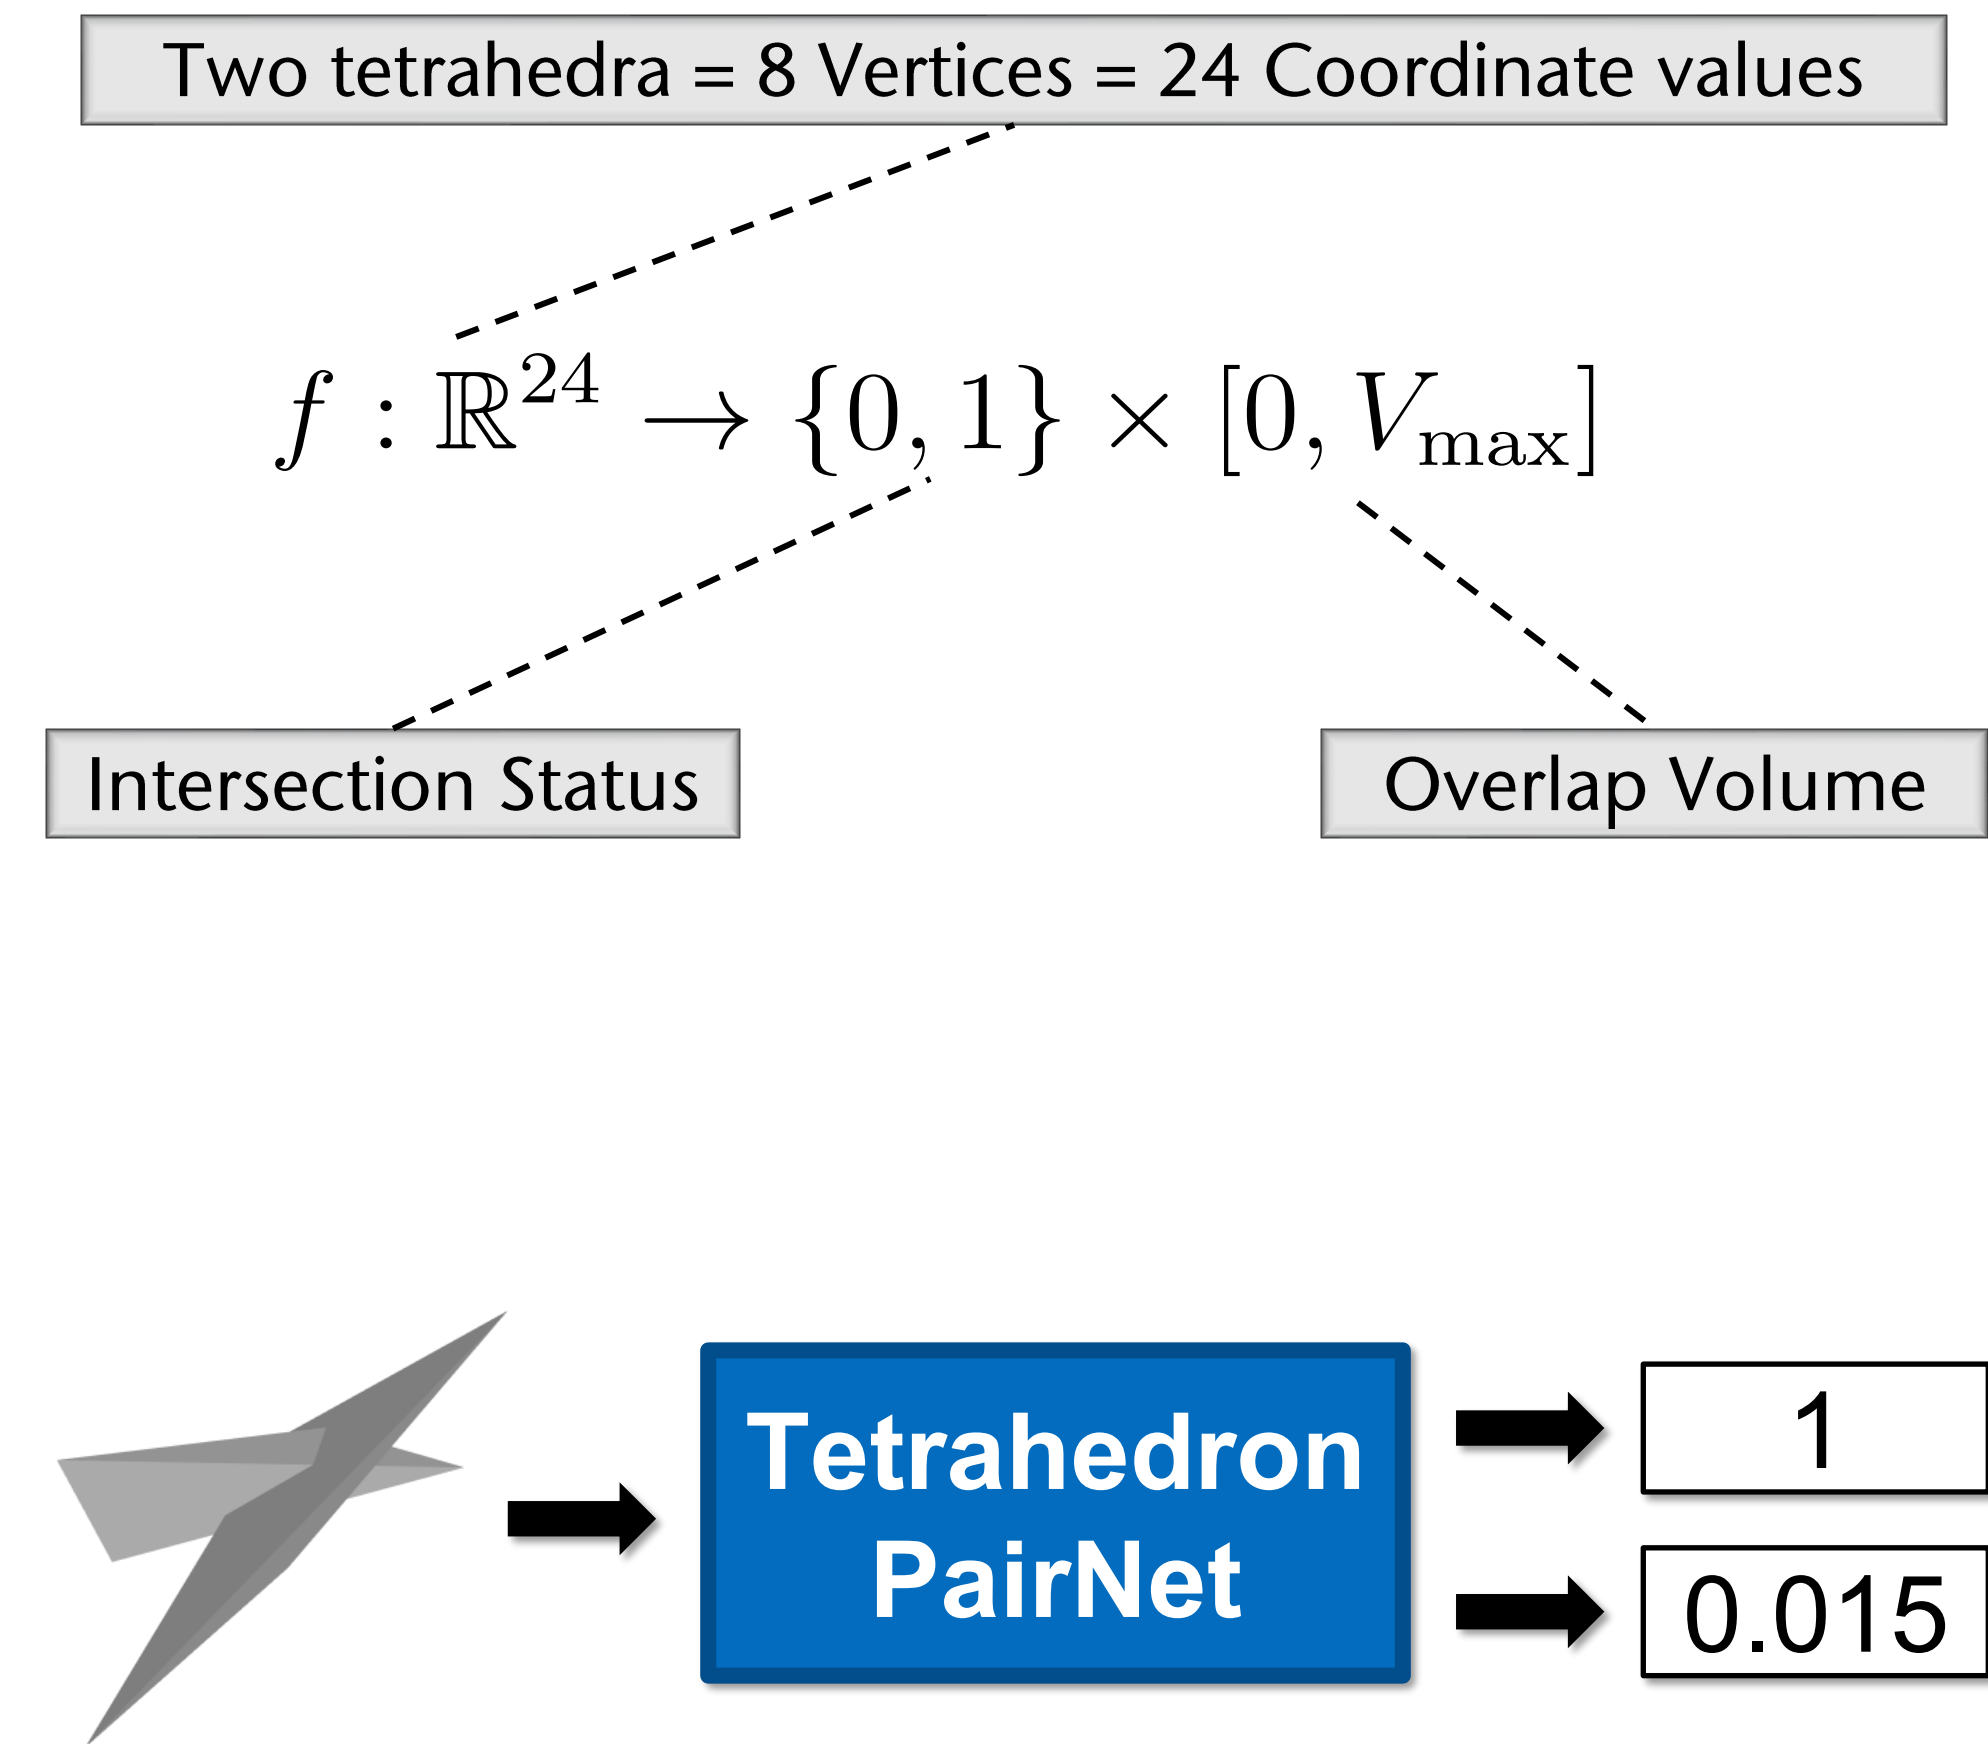 Two tetrahedra = 8 Vertices = 24 Coordinate values
f : ℝ²⁴ → {0, 1} × [0, V_max]
Intersection Status
Overlap Volume
Tetrahedron
PairNet
1
0.015